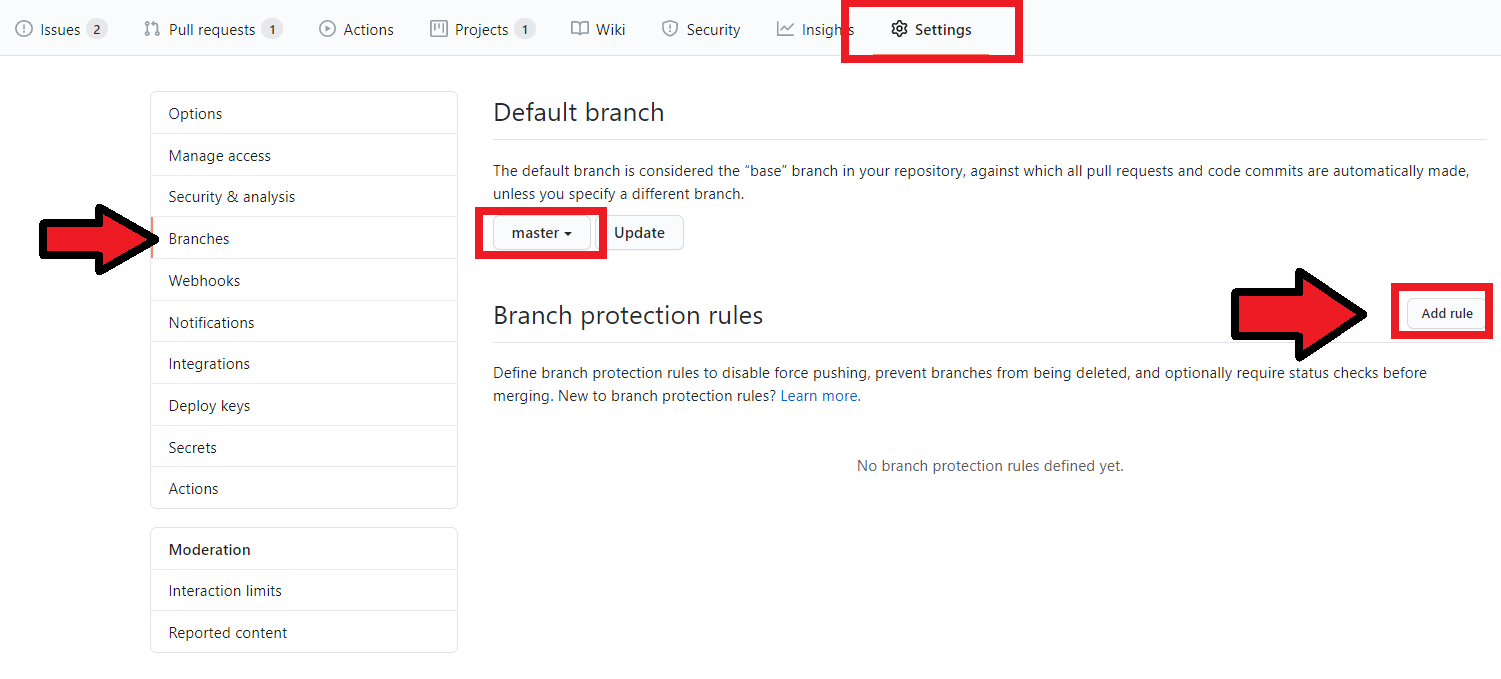 Issues 2 Pull requests 1 Actions Projects 1 Wiki Security Insights Settings
Options
Manage access
Security & analysis
Branches
Webhooks
Notifications
Integrations
Deploy keys
Secrets
Actions
Moderation
Interaction limits
Reported content
Default branch
The default branch is considered the “base” branch in your repository, against which all pull requests and code commits are automatically made,
unless you specify a different branch.
master Update
Branch protection rules Add rule
Define branch protection rules to disable force pushing, prevent branches from being deleted, and optionally require status checks before
merging. New to branch protection rules? Learn more.
No branch protection rules defined yet.